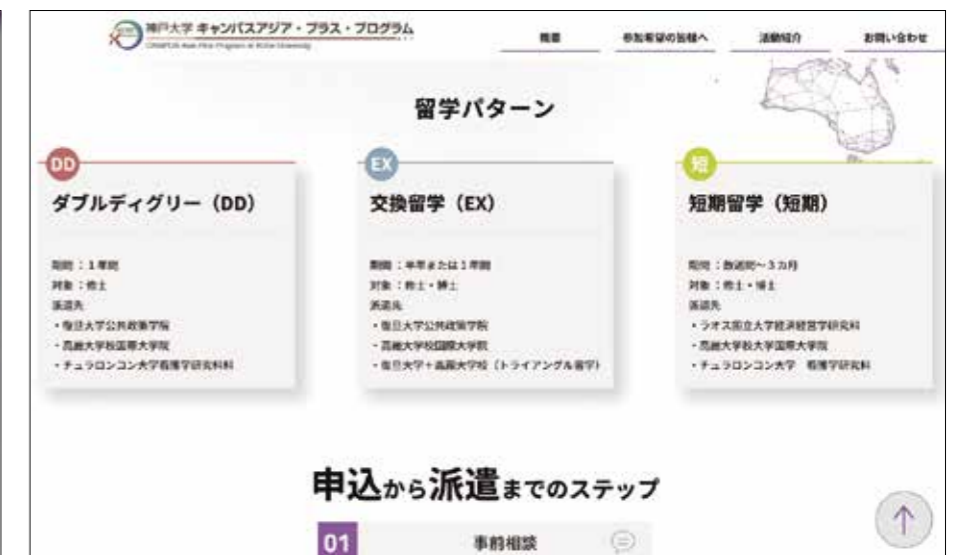 神戸大学 キャンパスアジア・プラス・プログラム
CAMPUS Asia Plus Program at Kobe University
概要
参加希望の皆様へ
活動紹介
お問い合わせ
留学パターン
DD
ダブルディグリー（DD）
期間：1年間
対象：修士
派遣先
・復旦大学公共政策学院
・高麗大学校国際大学院
・チュラロンコン大学看護学研究科科
EX
交換留学（EX）
期間：半年または1年間
対象：修士・博士
派遣先
・復旦大学公共政策学院
・高麗大学校国際大学院
・復旦大学＋高麗大学校（トライアングル留学）
短
短期留学（短期）
期間：数週間～3カ月
対象：修士・博士
派遣先
・ラオス国立大学経済経営学研究科
・高麗大学校大学国際大学院
・チュラロンコン大学 看護学研究科
申込から派遣までのステップ
01
事前相談